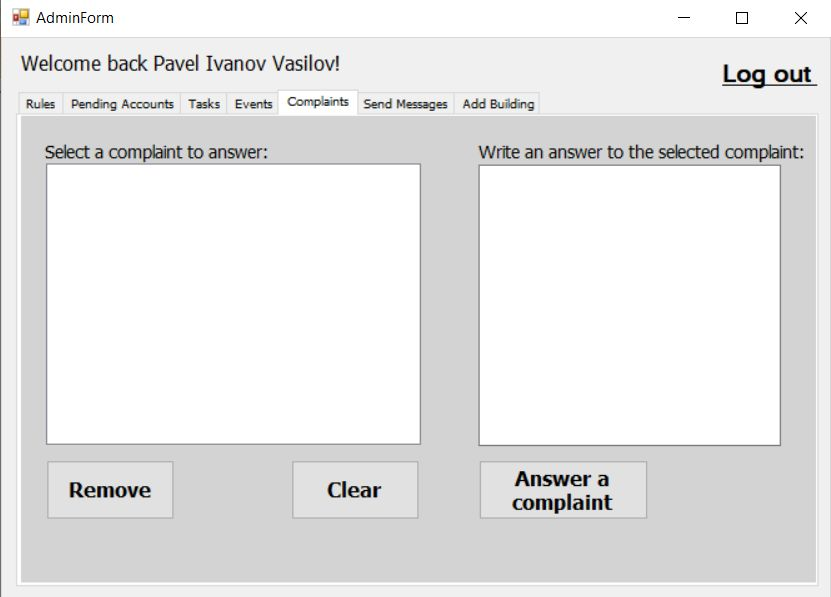 AdminForm
Welcome back Pavel Ivanov Vasilov!
Log out
Rules Pending Accounts Tasks Events Complaints Send Messages Add Building
Select a complaint to answer:
Write an answer to the selected complaint:
Remove
Clear
Answer a
complaint